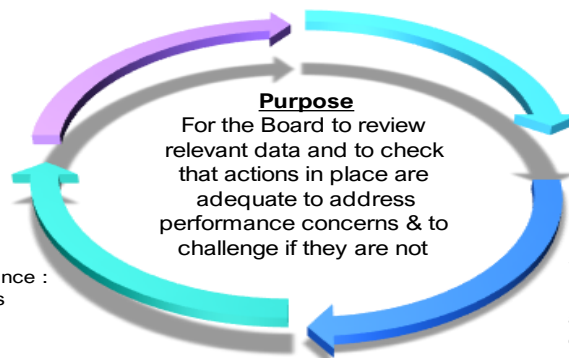 Purpose
For the Board to review
relevant data and to check
that actions in place are
adequate to address
performance concerns & to
challenge if they are not
nce :
s